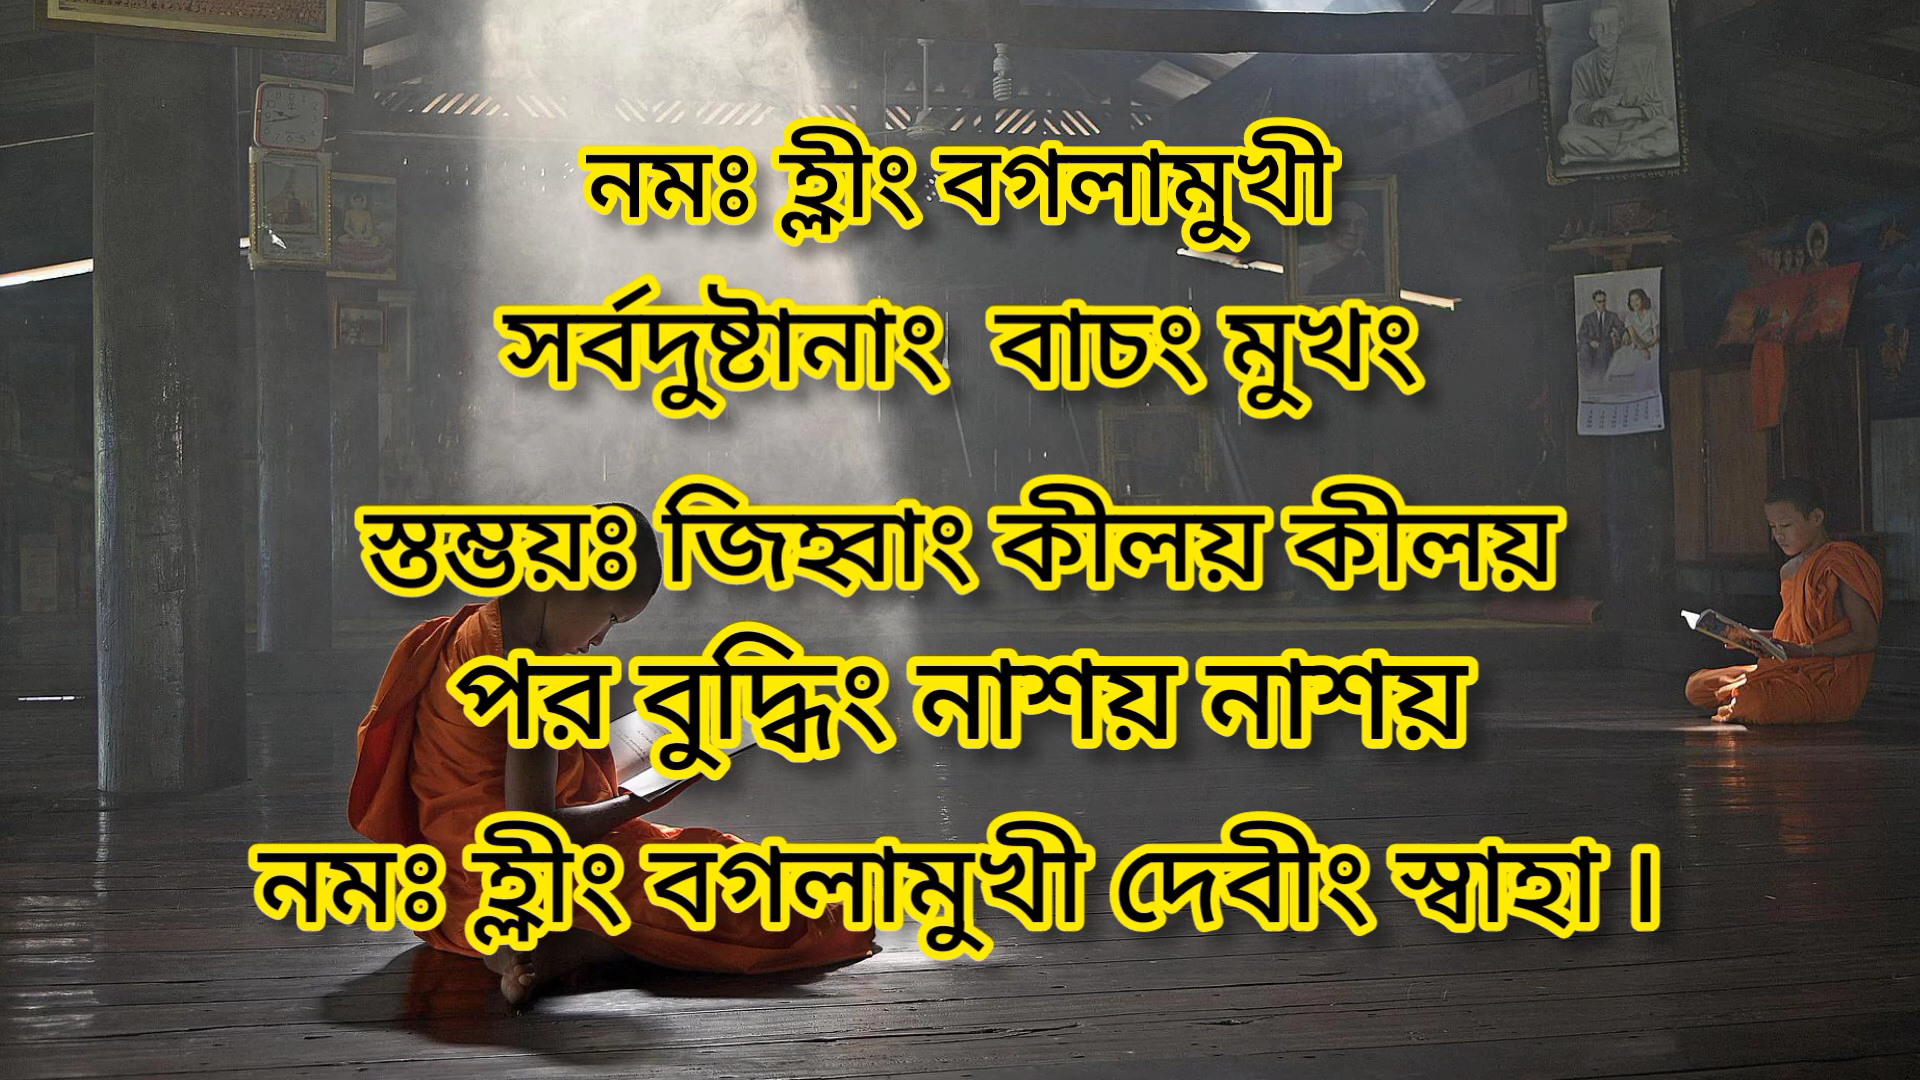 নমঃ হ্লীং বগলামুখী
সর্বদুষ্টানাং বাচং মুখং
স্তম্ভয়ঃ জিহ্বাং কীলয় কীলয়
পর বুদ্ধিং নাশয় নাশয়
নমঃ হ্লীং বগলামুখী দেবীং স্বাহা ।